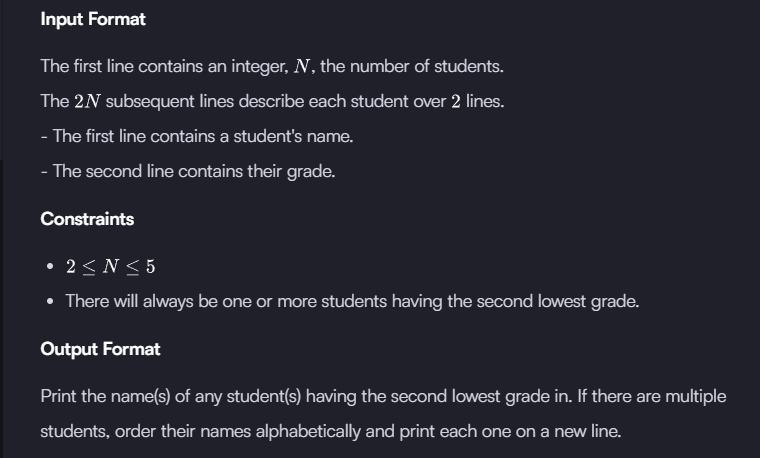 Input Format
The first line contains an integer, N, the number of students.
The 2N subsequent lines describe each student over 2 lines.
- The first line contains a student's name.
- The second line contains their grade.
Constraints
• 2 ≤ N ≤ 5
• There will always be one or more students having the second lowest grade.
Output Format
Print the name(s) of any student(s) having the second lowest grade in. If there are multiple
students, order their names alphabetically and print each one on a new line.